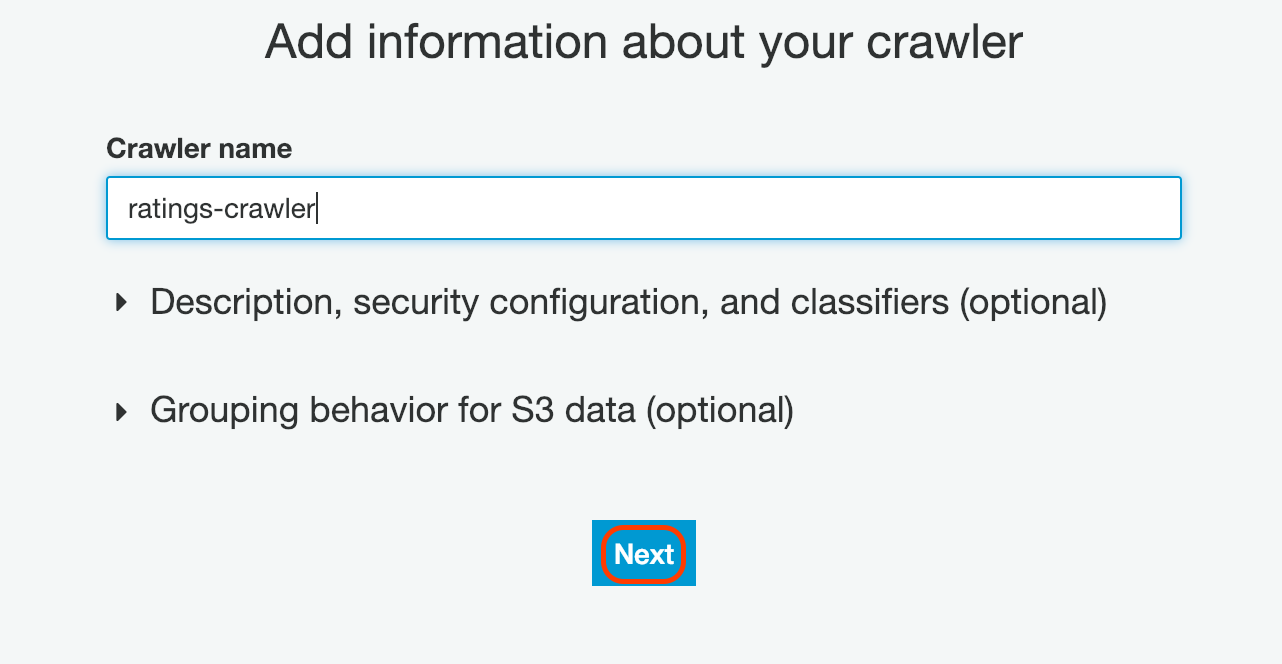 Add information about your crawler
Crawler name
ratings-crawler
Description, security configuration, and classifiers (optional)
Grouping behavior for S3 data (optional)
Next